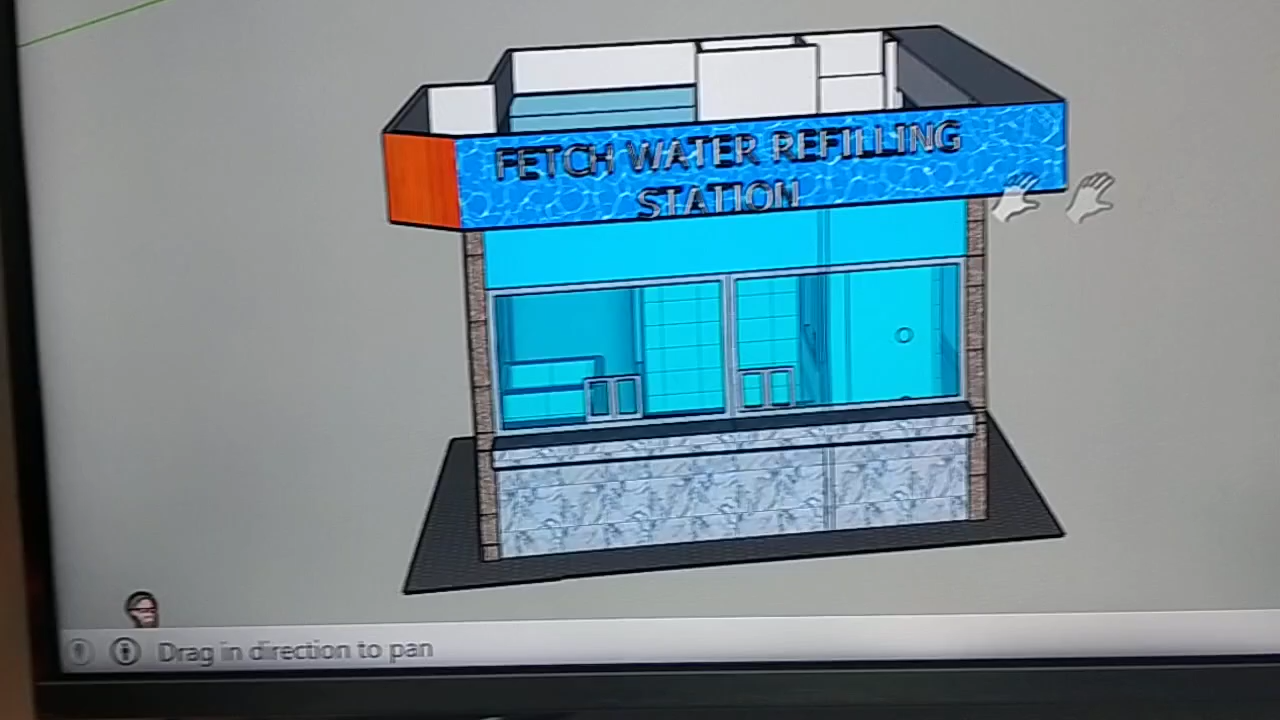 FETCH WATER REFILLING
STATION
Drag in direction to pan